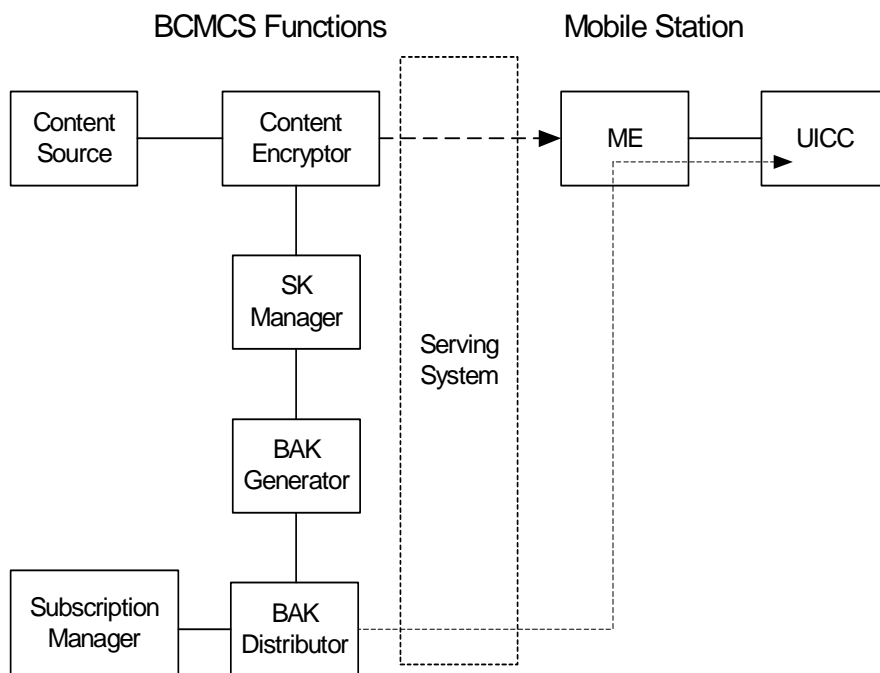 BCMCS Functions
Mobile Station
Content
Source
Content
Encryptor
ME
UICC
SK
Manager
Serving
System
BAK
Generator
Subscription
Manager
BAK
Distributor